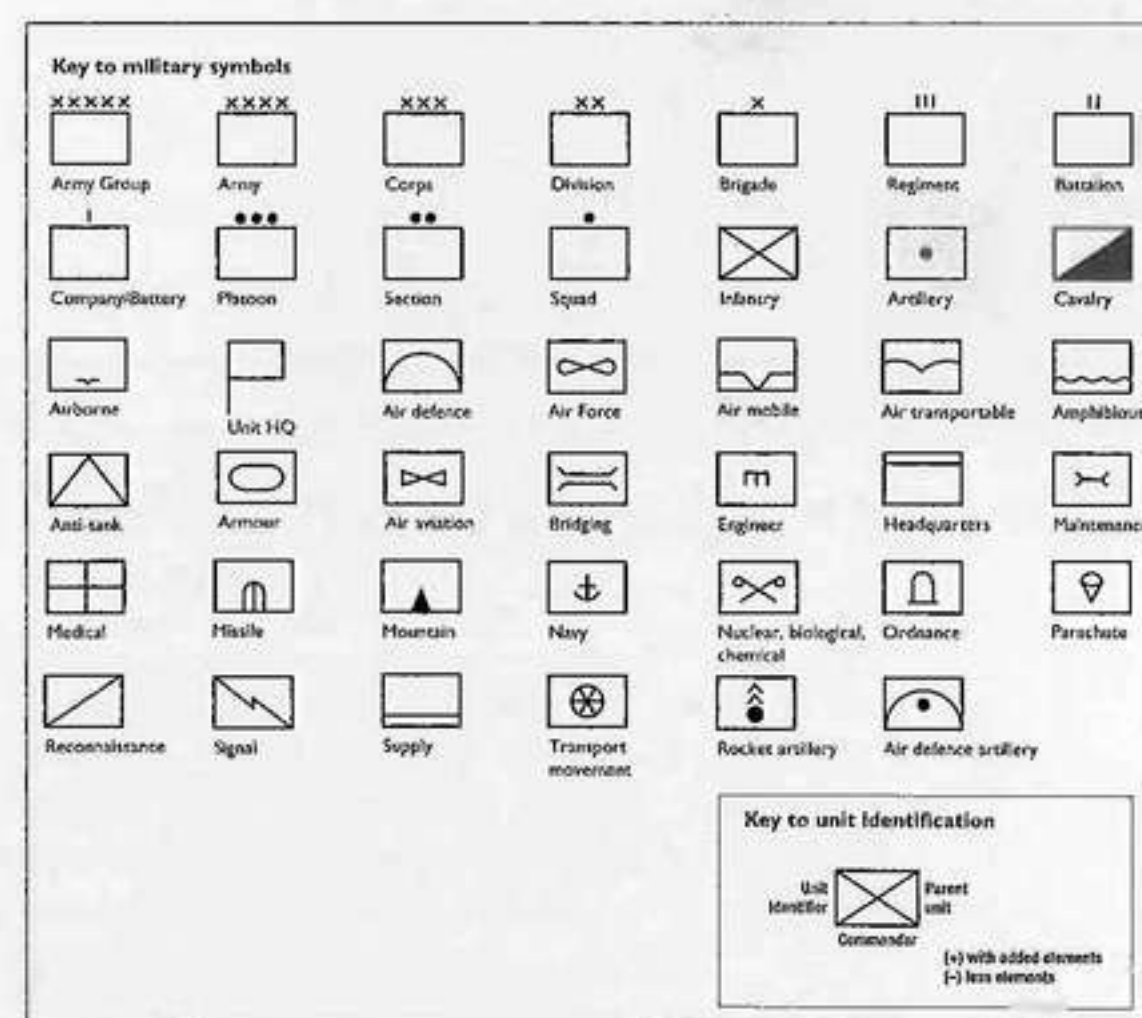 Key to military symbols
XXXXX XXXX XXX XX X III II
Army Group Army Corps Division Brigade Regiment Battalion
I ●●● ●● ●
Company/Battery Platoon Section Squad Infantry Artillery Cavalry
Airborne Unit HQ Air defence Air Force Air mobile Air transportable Amphibious
Anti-tank Armour Air aviation Bridging Engineer Headquarters Maintenance
Medical Missile Mountain Navy Nuclear, biological, Ordnance Parachute
chemical
Reconnaissance Signal Supply Transport Rocket artillery Air defence artillery
movement
Key to unit identification
Unit Parent
Identifier unit
Commander
(+) with added elements
(–) less elements